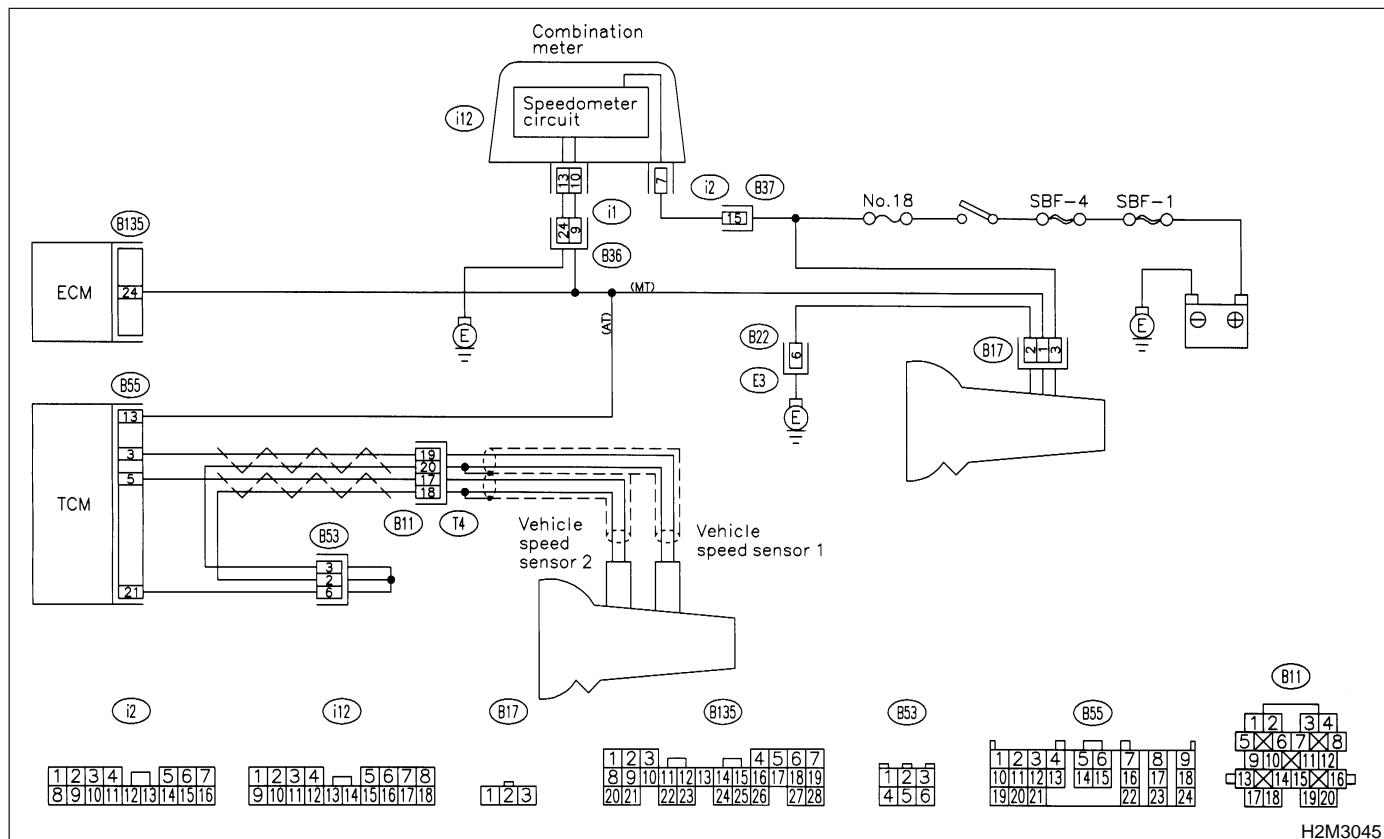 Combination
meter
Speedometer
circuit
i12
13
10
7
i2
B37
15
No.18
SBF-4
SBF-1
i1
24
9
B36
B135
ECM
24
(MT)
(AT)
E
B22
6
E3
E
B17
2
1
3
E
⊖ ⊕
B55
TCM
13
3
5
21
19
20
17
18
B11
T4
B53
3
2
6
Vehicle
speed
sensor 2
Vehicle
speed sensor 1
i2
1 2 3 4 5 6 7
8 9 10 11 12 13 14 15 16
i12
1 2 3 4 5 6 7 8
9 10 11 12 13 14 15 16 17 18
B17
1 2 3
B135
1 2 3 4 5 6 7
8 9 10 11 12 13 14 15 16 17 18 19
20 21 22 23 24 25 26 27 28
B53
1 2 3
4 5 6
B55
1 2 3 4 5 6 7 8 9
10 11 12 13 14 15 16 17 18
19 20 21 22 23 24
B11
1 2 3 4
5 6 7 8
9 10 11 12
13 14 15 16
17 18 19 20
H2M3045